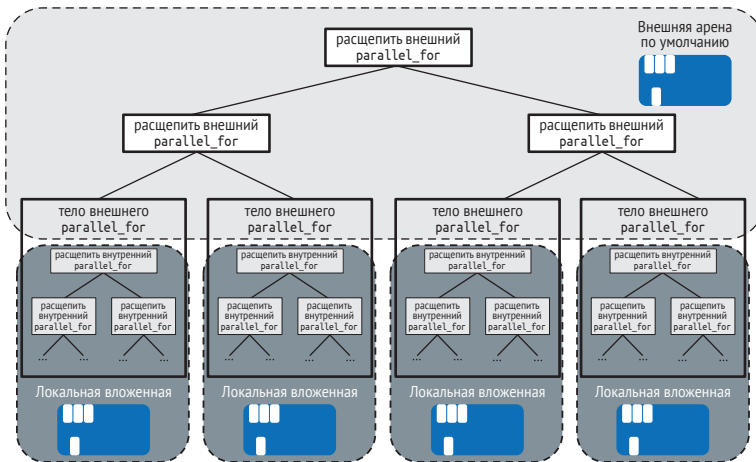 расщепить внешний
parallel_for
Внешняя арена
по умолчанию
расщепить внешний
parallel_for
расщепить внешний
parallel_for
тело внешнего
parallel_for
тело внешнего
parallel_for
тело внешнего
parallel_for
тело внешнего
parallel_for
расщепить внутренний
parallel_for
расщепить внутренний
parallel_for
расщепить внутренний
parallel_for
расщепить внутренний
parallel_for
расщепить
внутренний
parallel_for
расщепить
внутренний
parallel_for
расщепить
внутренний
parallel_for
расщепить
внутренний
parallel_for
расщепить
внутренний
parallel_for
расщепить
внутренний
parallel_for
расщепить
внутренний
parallel_for
расщепить
внутренний
parallel_for
... ... ... ...
... ... ... ...
... ... ... ...
... ... ... ...
Локальная вложенная
Локальная вложенная
Локальная вложенная
Локальная вложенная